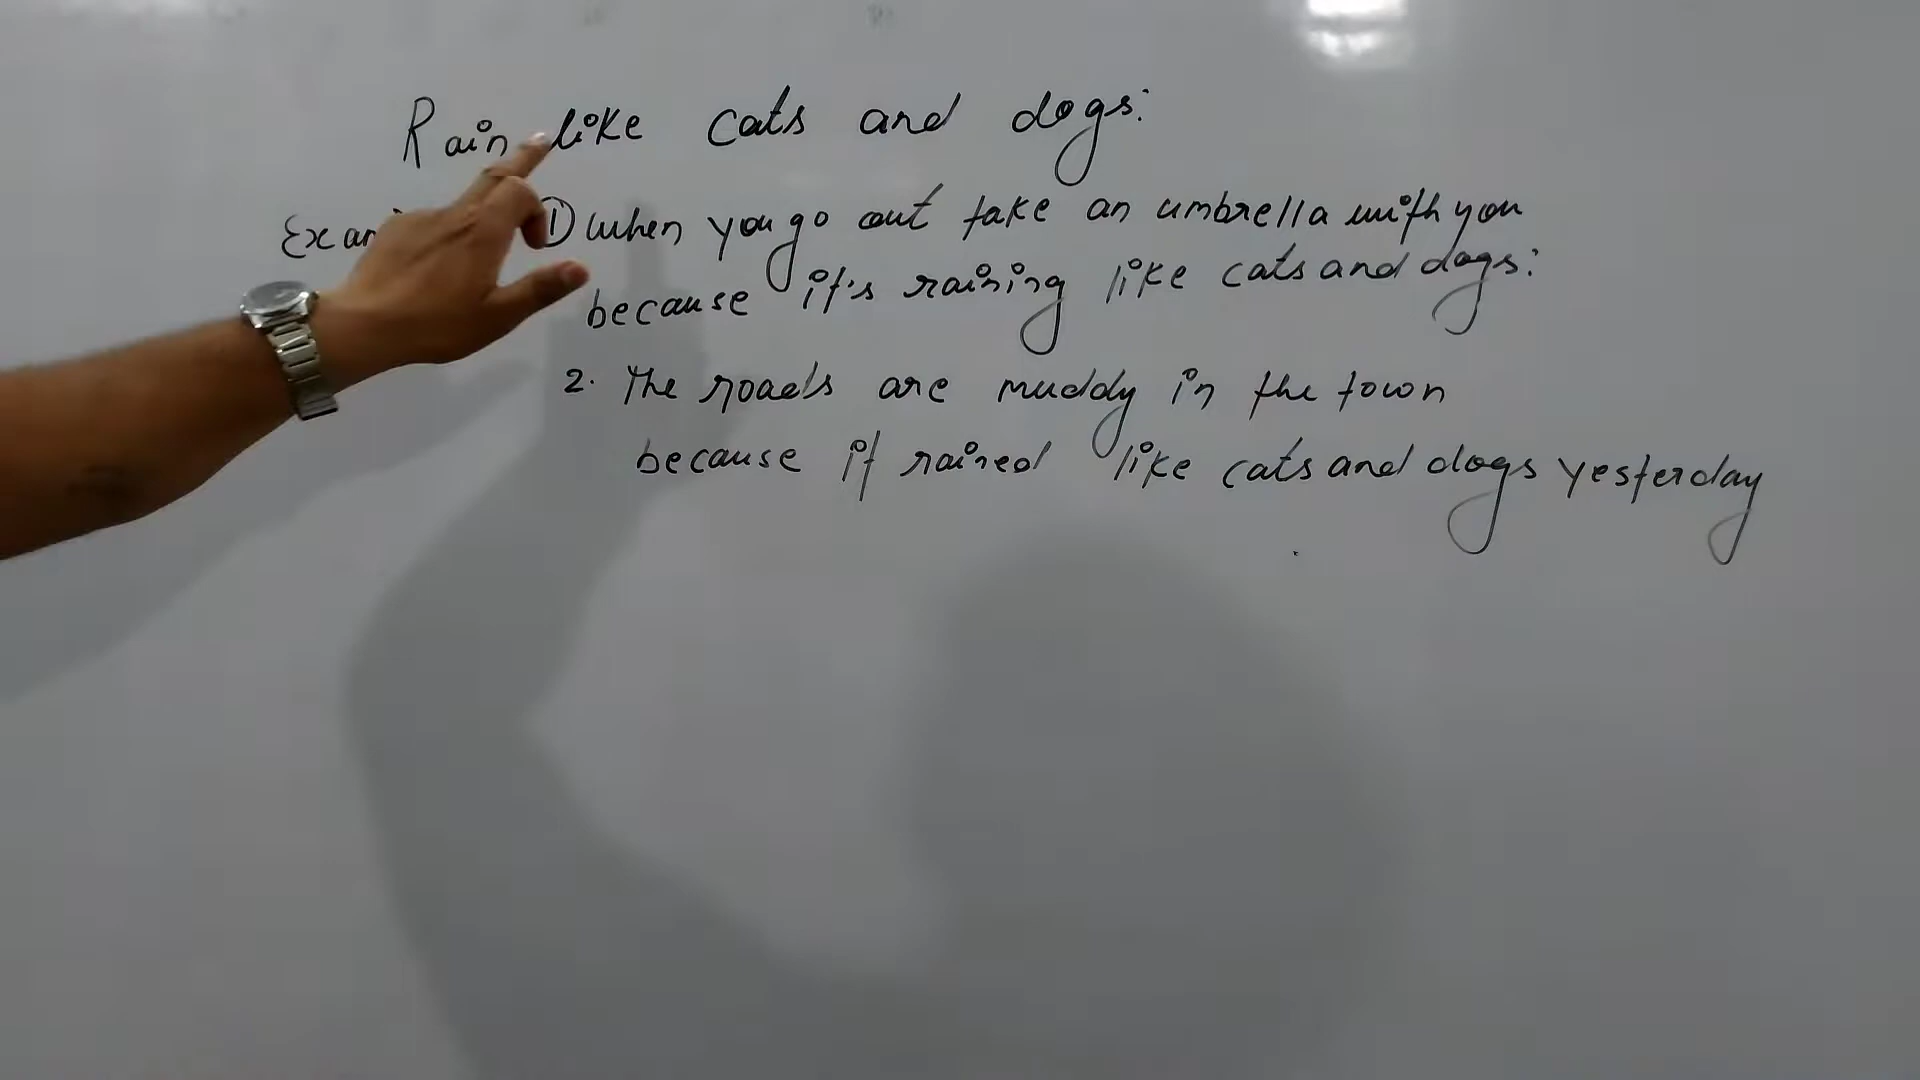 Rain like cats and dogs:
① When you go out take an umbrella with you
because it's raining like cats and dogs:
2. The roads are muddy in the town
because it rained like cats and dogs yesterday